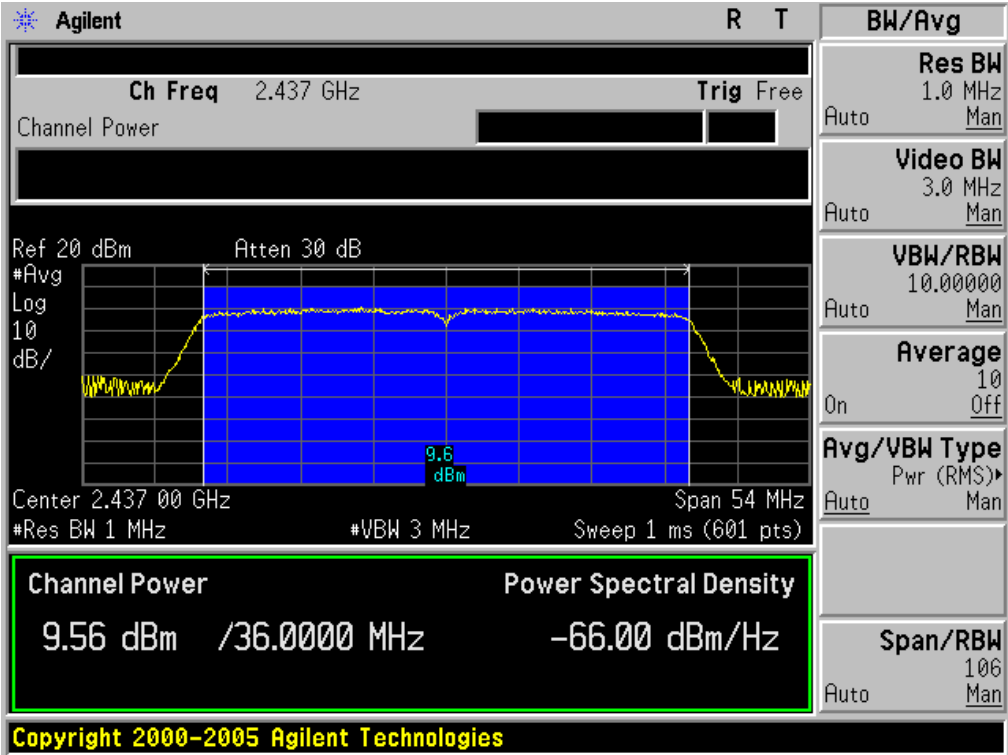 Agilent R T
Ch Freq 2.437 GHz Trig Free
Channel Power
Ref 20 dBm Atten 30 dB
#Avg
Log
10
dB/
9.6
dBm
Center 2.437 00 GHz Span 54 MHz
#Res BW 1 MHz #VBW 3 MHz Sweep 1 ms (601 pts)
Channel Power Power Spectral Density
9.56 dBm /36.0000 MHz -66.00 dBm/Hz
Copyright 2000-2005 Agilent Technologies
BW/Avg
Res BW
1.0 MHz
Auto Man
Video BW
3.0 MHz
Auto Man
VBW/RBW
10.00000
Auto Man
Average
10
On Off
Avg/VBW Type
Pwr (RMS)▸
Auto Man
Span/RBW
106
Auto Man